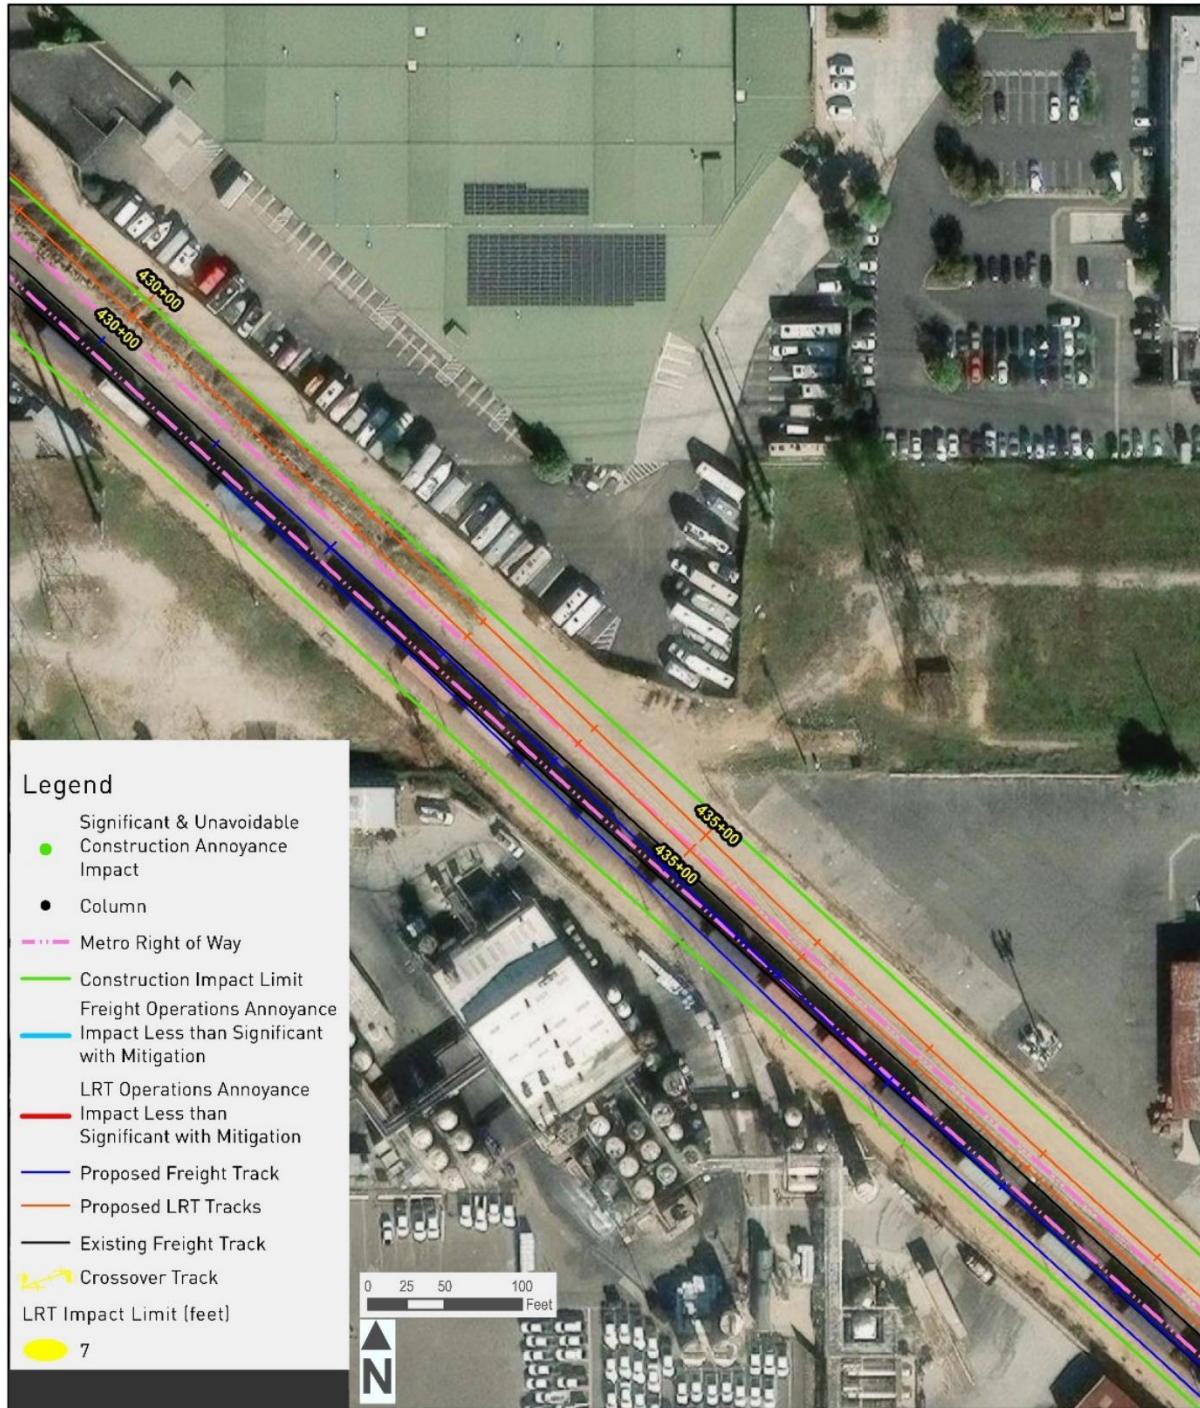 430+00
430+00
435+00
435+00
Legend
Significant & Unavoidable
Construction Annoyance
Impact
Column
Metro Right of Way
Construction Impact Limit
Freight Operations Annoyance
Impact Less than Significant
with Mitigation
LRT Operations Annoyance
Impact Less than
Significant with Mitigation
Proposed Freight Track
Proposed LRT Tracks
Existing Freight Track
Crossover Track
LRT Impact Limit (feet)
7
0 25 50 100
Feet
N